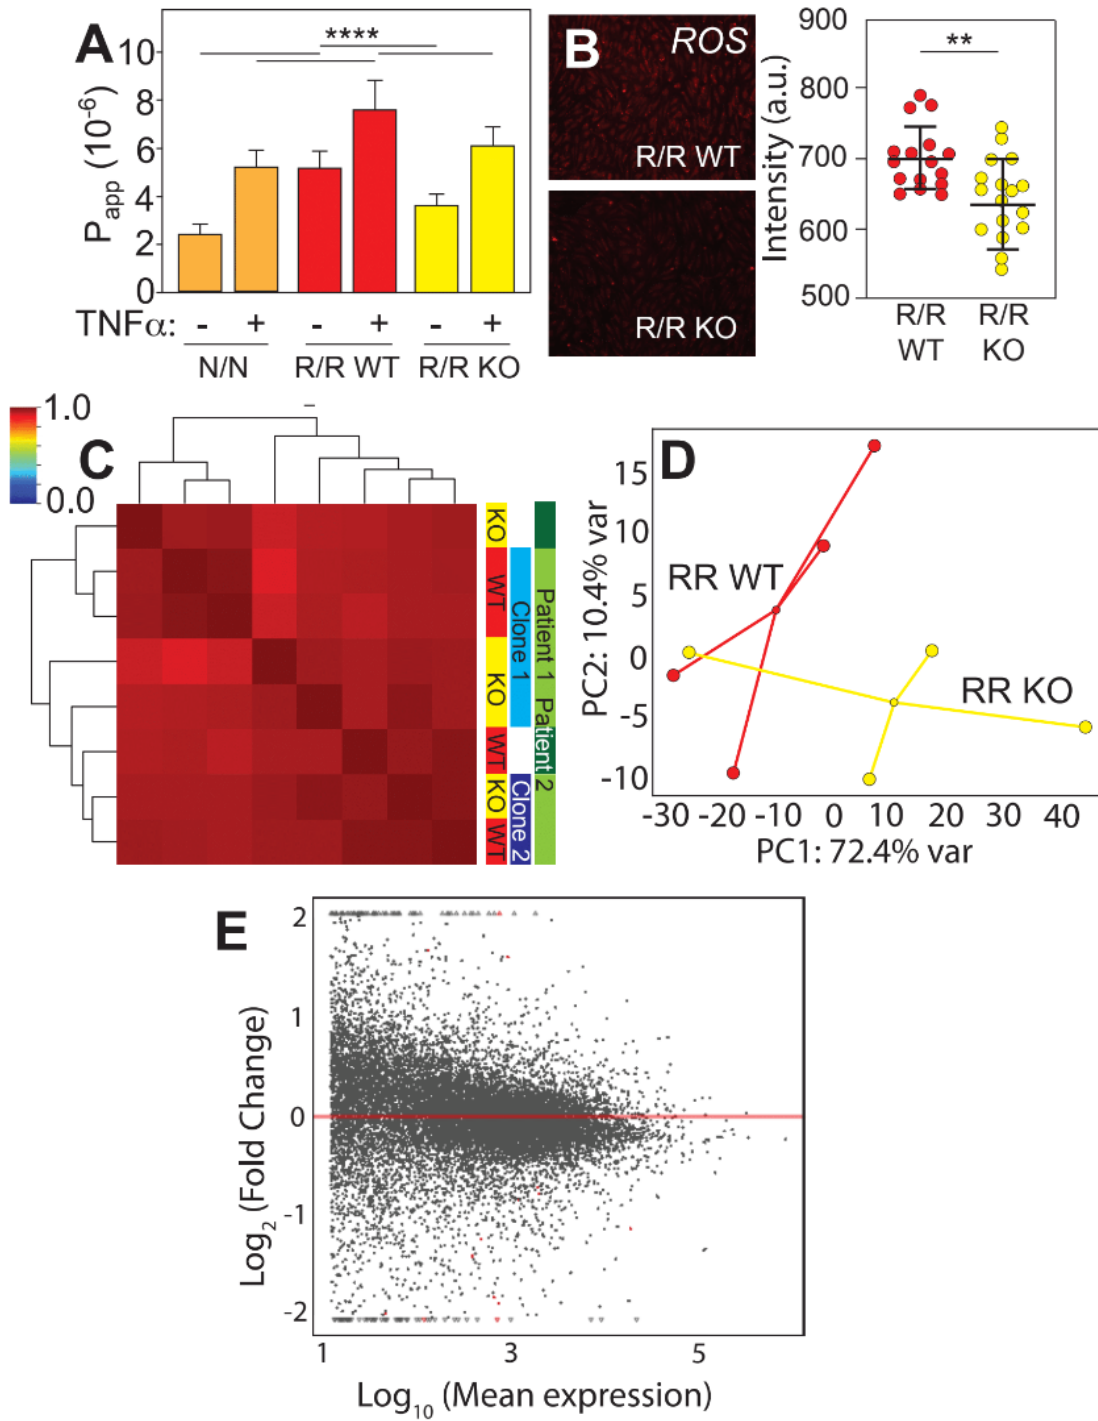 A
****
10
8
6
4
2
0
Papp (10-6)
TNFα: - + - + - +
N/N R/R WT R/R KO
B
ROS
R/R WT
R/R KO
**
900
800
700
600
500
Intensity (a.u.)
R/R R/R
WT KO
1.0
0.0
C
KO
WT
KO
WT
KO
WT
Clone 1
Clone 2
Patient 1
Patient 2
D
15
10
5
0
-5
-10
PC2: 10.4% var
RR WT
RR KO
-30 -20 -10 0 10 20 30 40
PC1: 72.4% var
E
2
1
0
-1
-2
Log2 (Fold Change)
1 3 5
Log10 (Mean expression)